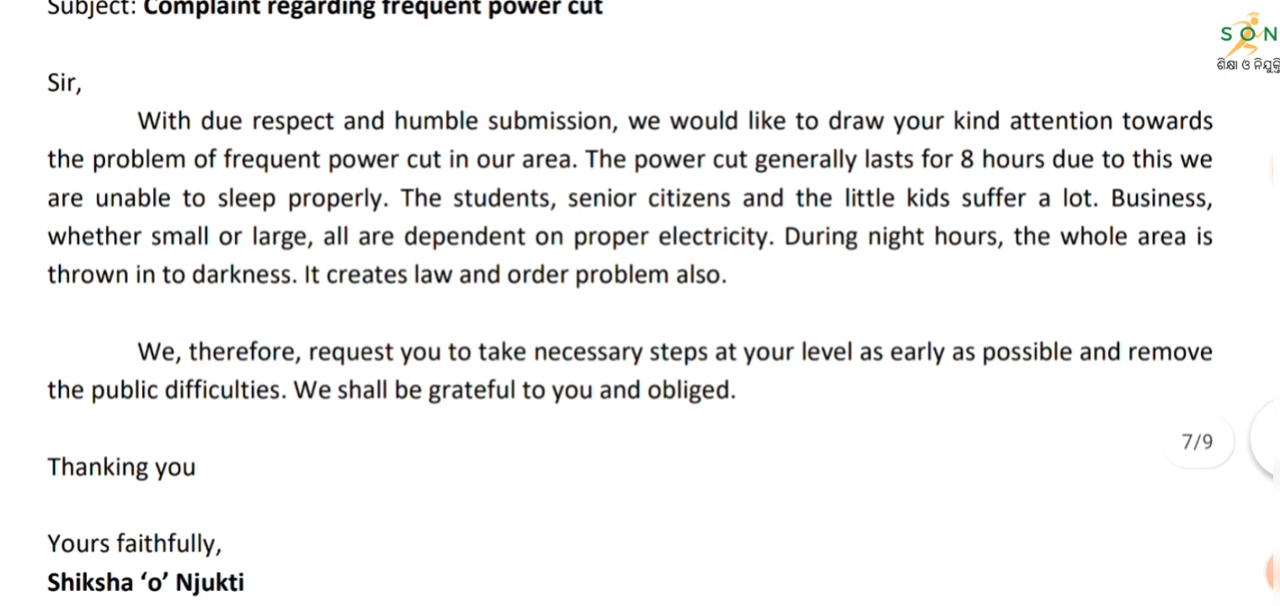 Subject: Complaint regarding frequent power cut
SON
ଶିକ୍ଷା ଓ ନିଯୁକ୍ତି
Sir,
With due respect and humble submission, we would like to draw your kind attention towards
the problem of frequent power cut in our area. The power cut generally lasts for 8 hours due to this we
are unable to sleep properly. The students, senior citizens and the little kids suffer a lot. Business,
whether small or large, all are dependent on proper electricity. During night hours, the whole area is
thrown in to darkness. It creates law and order problem also.
We, therefore, request you to take necessary steps at your level as early as possible and remove
the public difficulties. We shall be grateful to you and obliged.
7/9
Thanking you
Yours faithfully,
Shiksha ‘o’ Njukti